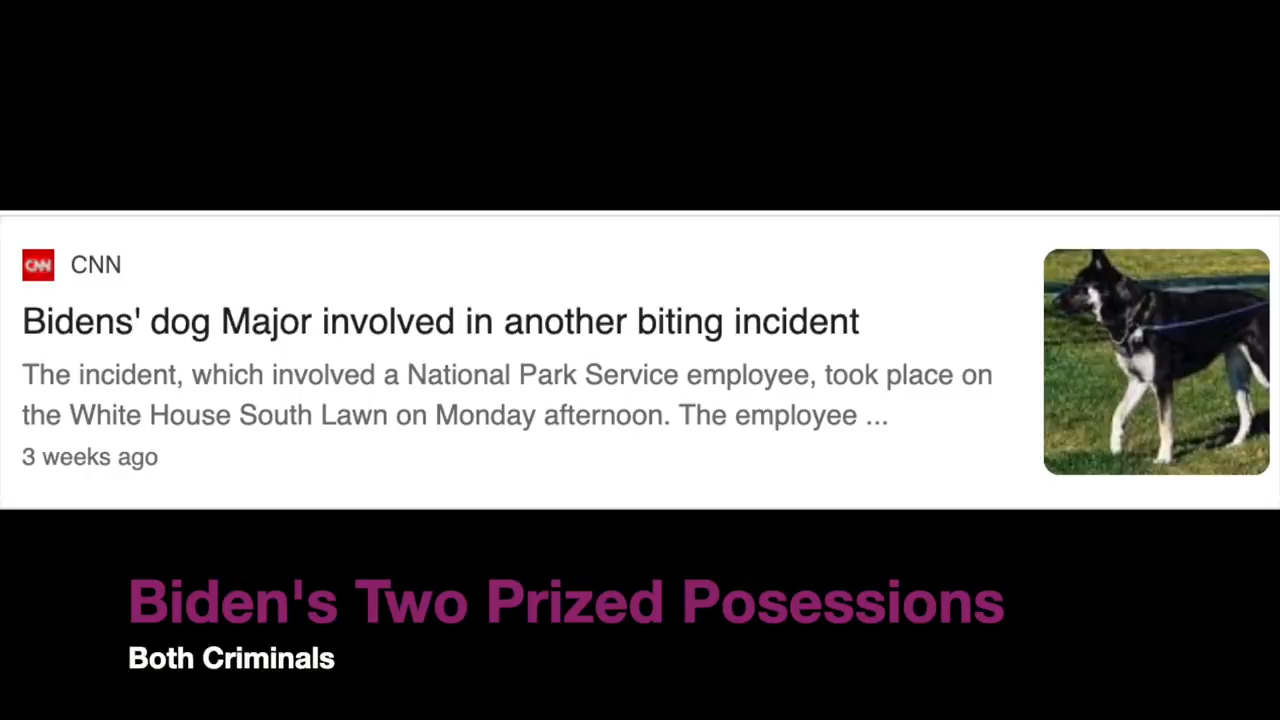 CNN
CNN
Bidens' dog Major involved in another biting incident
The incident, which involved a National Park Service employee, took place on
the White House South Lawn on Monday afternoon. The employee ...
3 weeks ago
Biden's Two Prized Posessions
Both Criminals